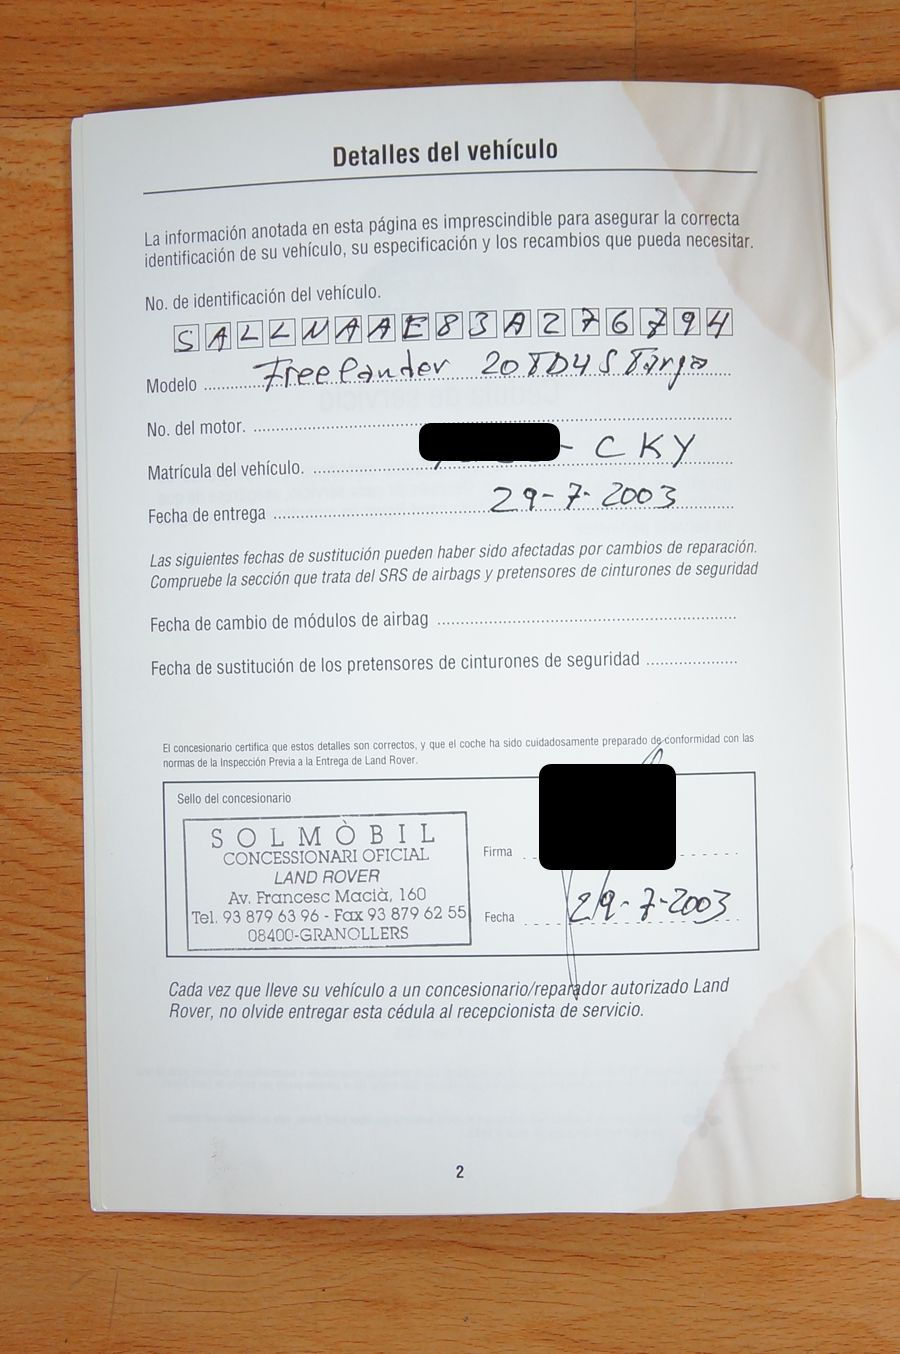 Detalles del vehículo
La información anotada en esta página es imprescindible para asegurar la correcta
identificación de su vehículo, su especificación y los recambios que pueda necesitar.
No. de identificación del vehículo.
SALLNAAE83A276794
Modelo Freelander 20 TD4 S Targa
No. del motor.
Matrícula del vehículo. - CKY
Fecha de entrega 29-7-2003
Las siguientes fechas de sustitución pueden haber sido afectadas por cambios de reparación.
Compruebe la sección que trata del SRS de airbags y pretensores de cinturones de seguridad
Fecha de cambio de módulos de airbag
Fecha de sustitución de los pretensores de cinturones de seguridad
El concesionario certifica que estos detalles son correctos, y que el coche ha sido cuidadosamente preparado de conformidad con las
normas de la Inspección Previa a la Entrega de Land Rover.
Sello del concesionario
SOLMÒBIL
CONCESSIONARI OFICIAL
LAND ROVER
Av. Francesc Macià, 160
Tel. 93 879 63 96 - Fax 93 879 62 55
08400-GRANOLLERS
Firma
Fecha 29-7-2003
Cada vez que lleve su vehículo a un concesionario/reparador autorizado Land
Rover, no olvide entregar esta cédula al recepcionista de servicio.
2